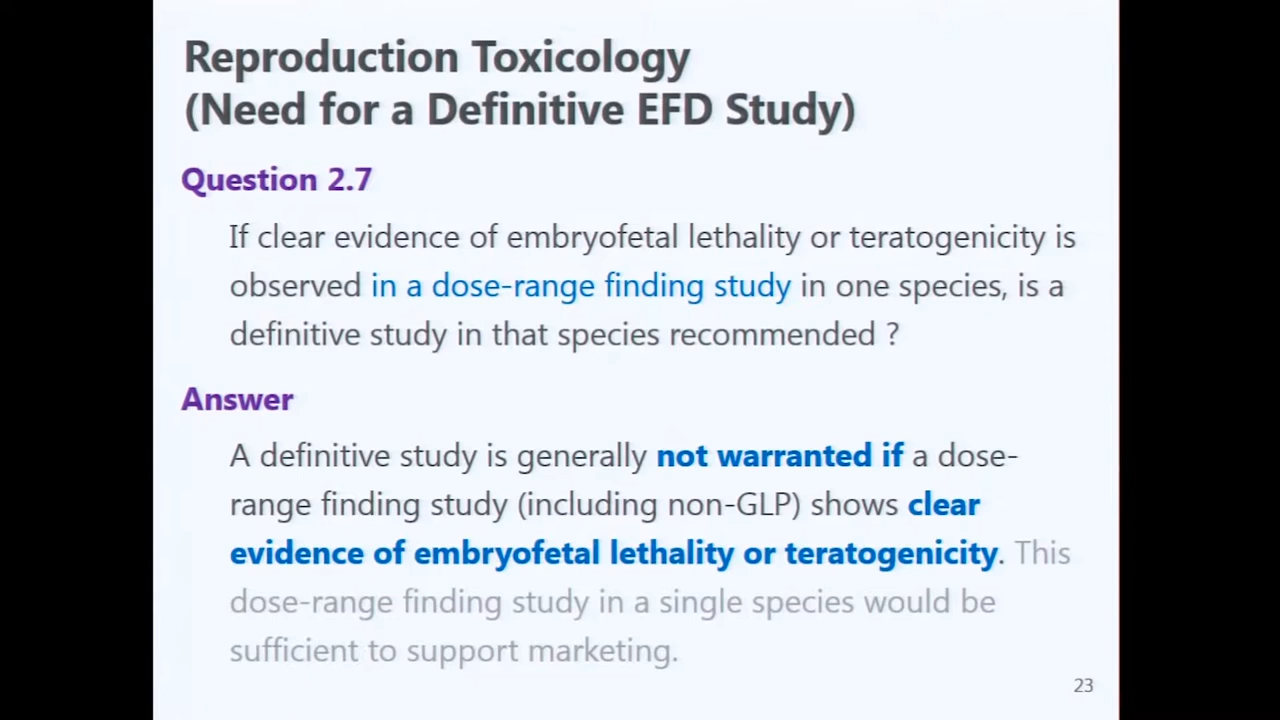 Reproduction Toxicology
(Need for a Definitive EFD Study)
Question 2.7
If clear evidence of embryofetal lethality or teratogenicity is
observed in a dose-range finding study in one species, is a
definitive study in that species recommended ?
Answer
A definitive study is generally not warranted if a dose-
range finding study (including non-GLP) shows clear
evidence of embryofetal lethality or teratogenicity. This
dose-range finding study in a single species would be
sufficient to support marketing.
23